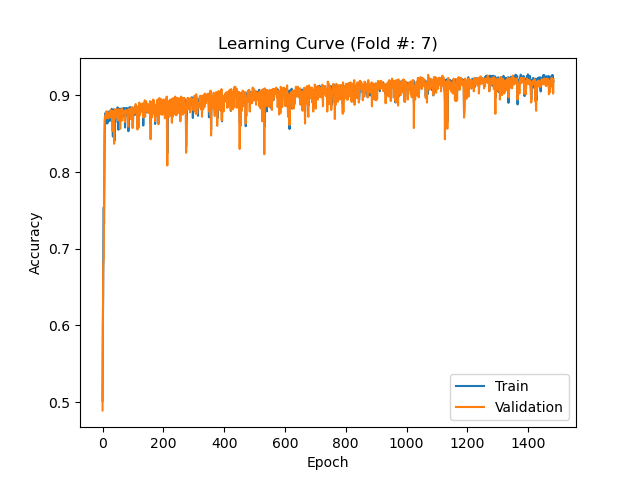 Learning Curve (Fold #: 7)
Accuracy
0.9
0.8
0.7
0.6
0.5
0 200 400 600 800 1000 1200 1400
Epoch
Train
Validation